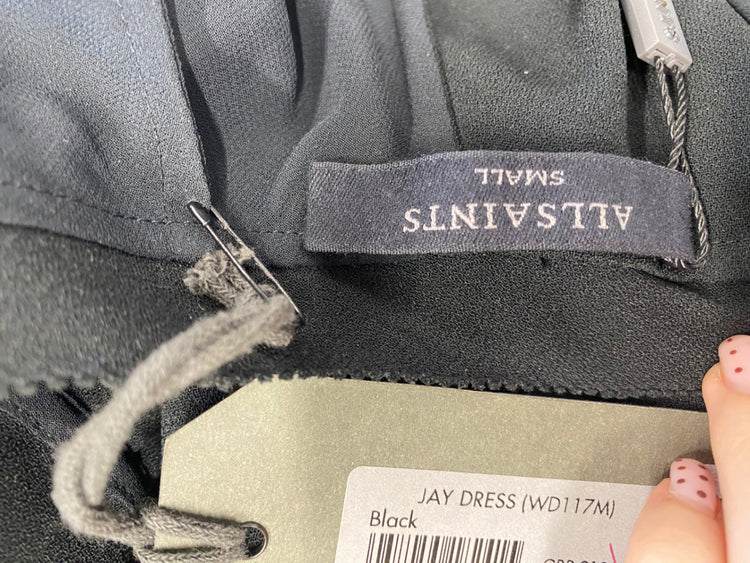 ALLSAINTS
SMALL
JAY DRESS (WD117M)
Black